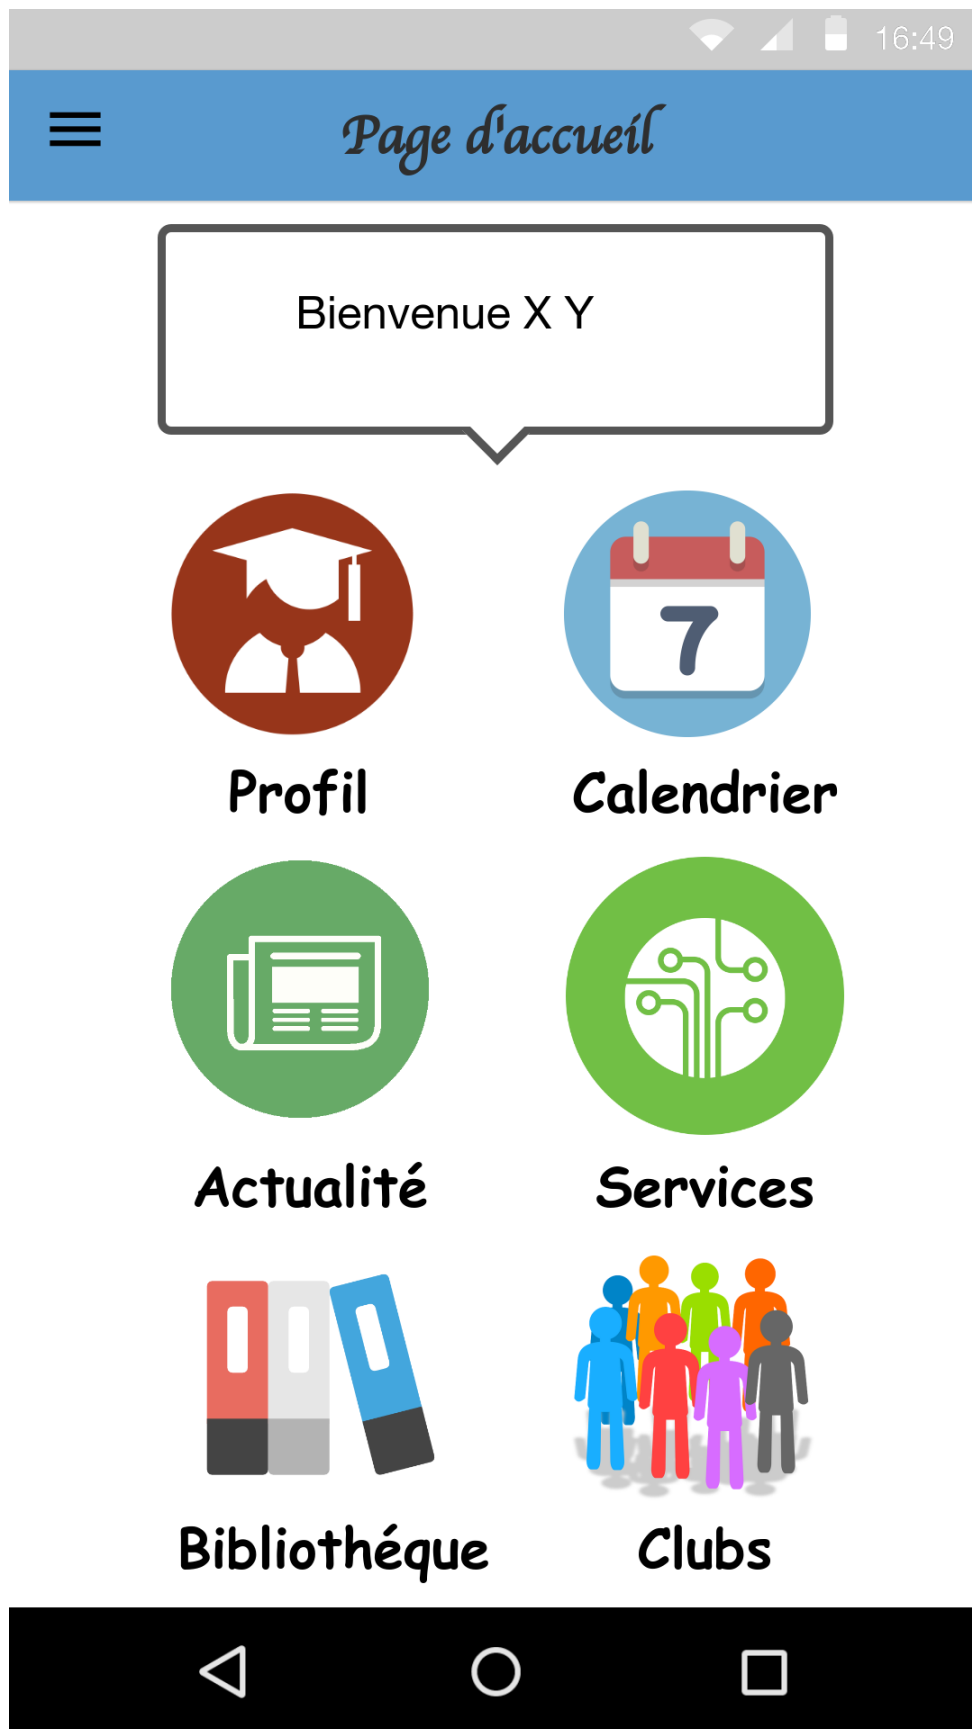 16:49
Page d'accueil
Bienvenue X Y
7
Profil
Calendrier
Actualité
Services
Bibliothéque
Clubs